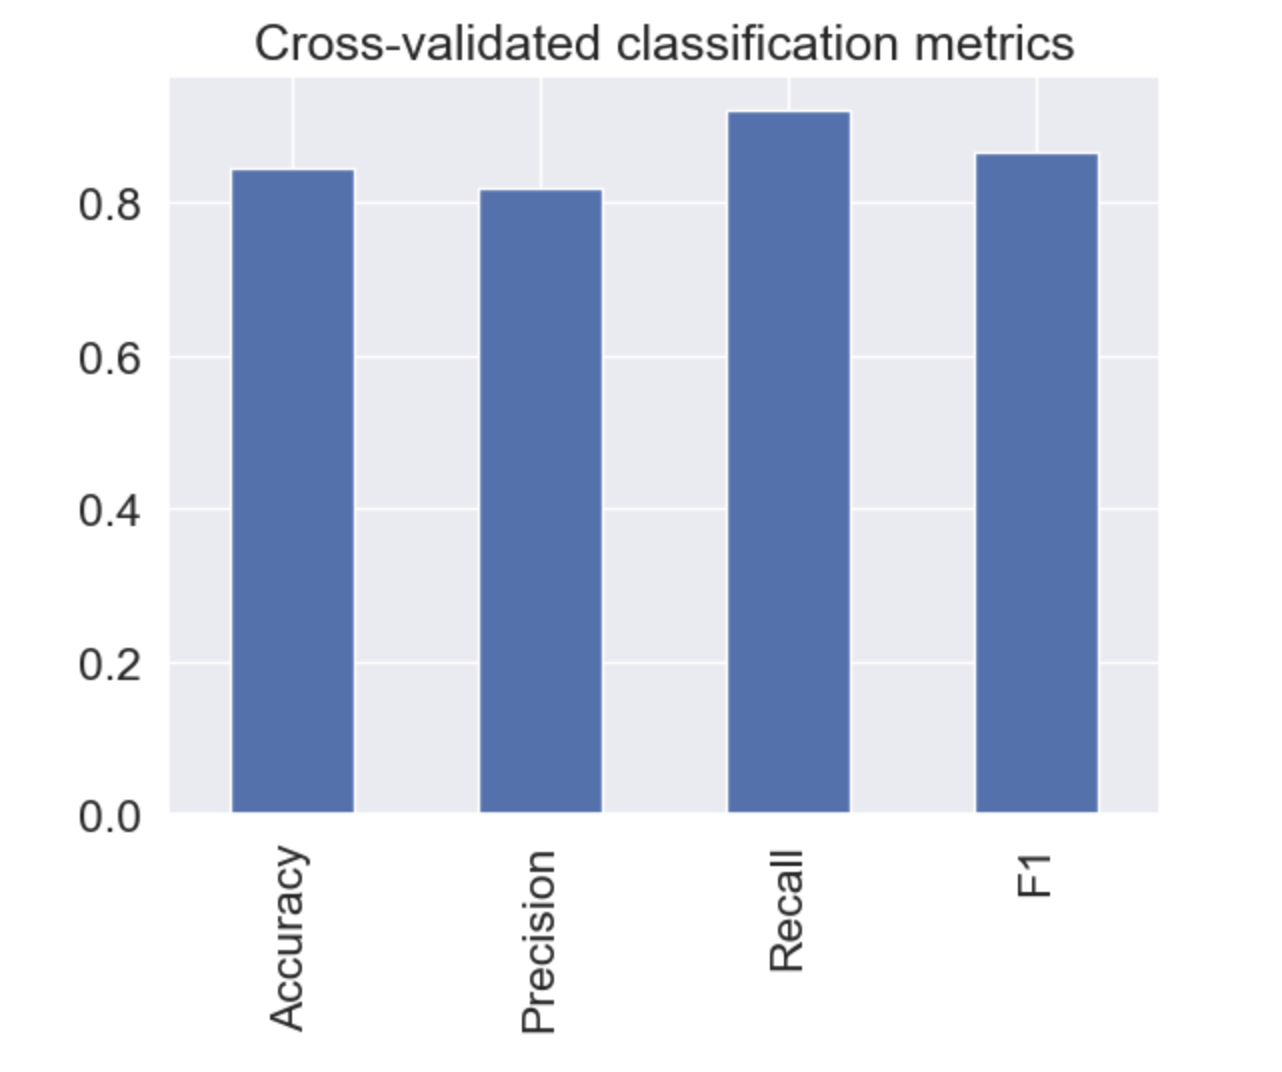 Cross-validated classification metrics
0.8
0.6
0.4
0.2
0.0
Accuracy
Precision
Recall
F1